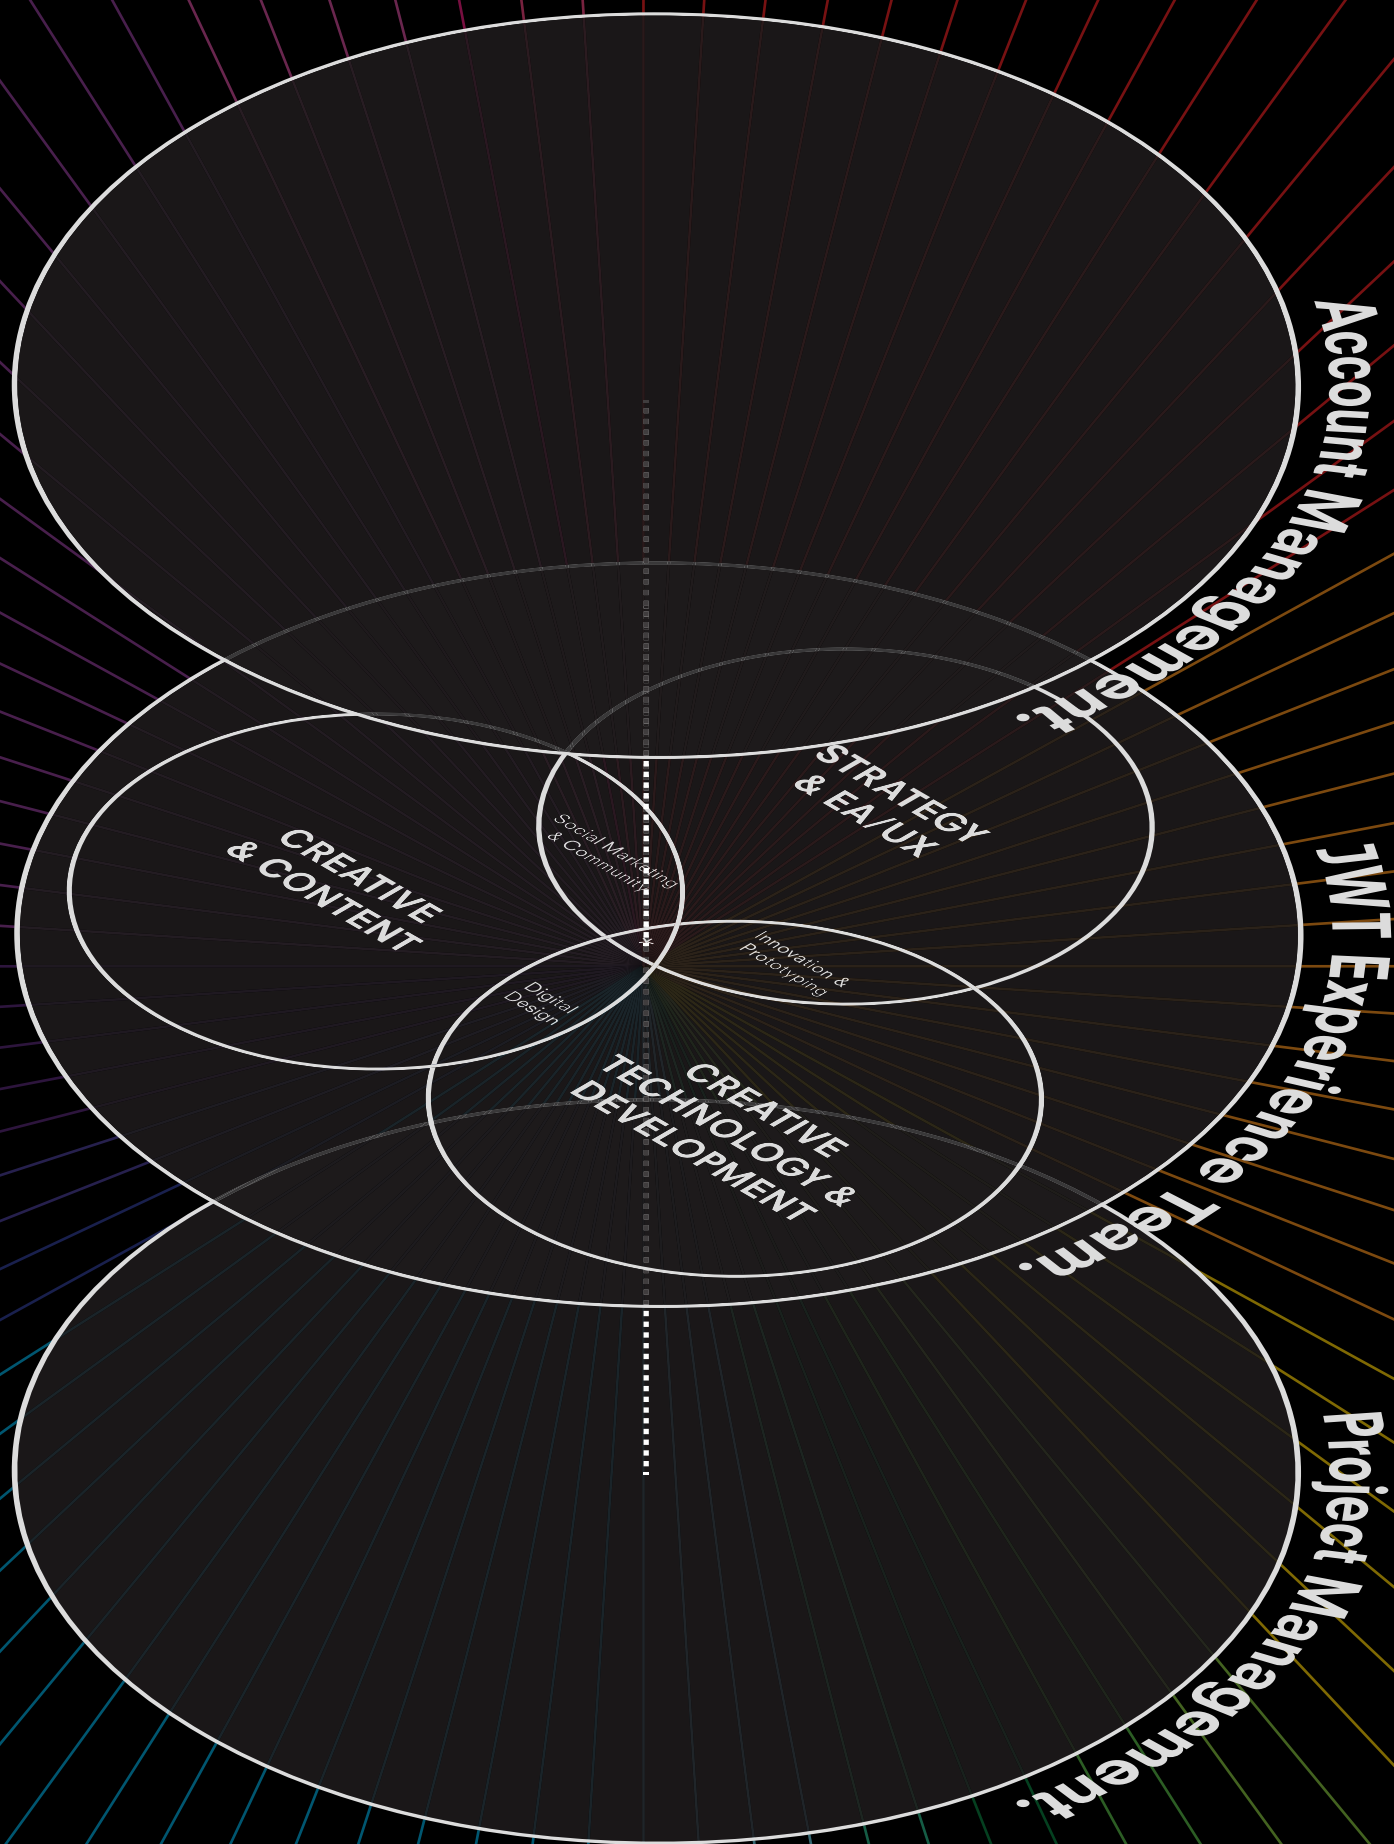 Account Management.
STRATEGY
& EA/UX
CREATIVE
& CONTENT
Social Marketing
& Community
*
Innovation &
Prototyping
Digital
Design
CREATIVE
TECHNOLOGY &
DEVELOPMENT
JWT Experience Team.
Project Management.